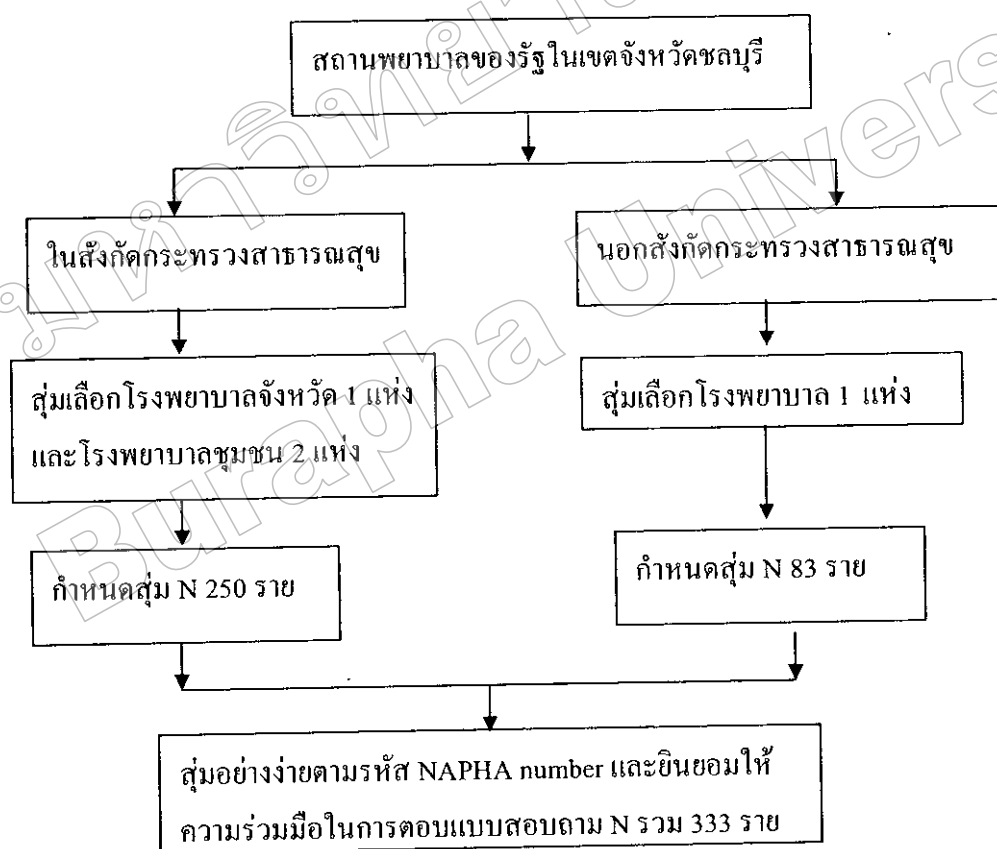 สถานพยาบาลของรัฐในเขตจังหวัดชลบุรี
ในสังกัดกระทรวงสาธารณสุข
นอกสังกัดกระทรวงสาธารณสุข
สุ่มเลือกโรงพยาบาลจังหวัด 1 แห่ง
และโรงพยาบาลชุมชน 2 แห่ง
สุ่มเลือกโรงพยาบาล 1 แห่ง
กำหนดสุ่ม N 250 ราย
กำหนดสุ่ม N 83 ราย
สุ่มอย่างง่ายตามรหัส NAPHA number และยินยอมให้
ความร่วมมือในการตอบแบบสอบถาม N รวม 333 ราย
Burapha Univers